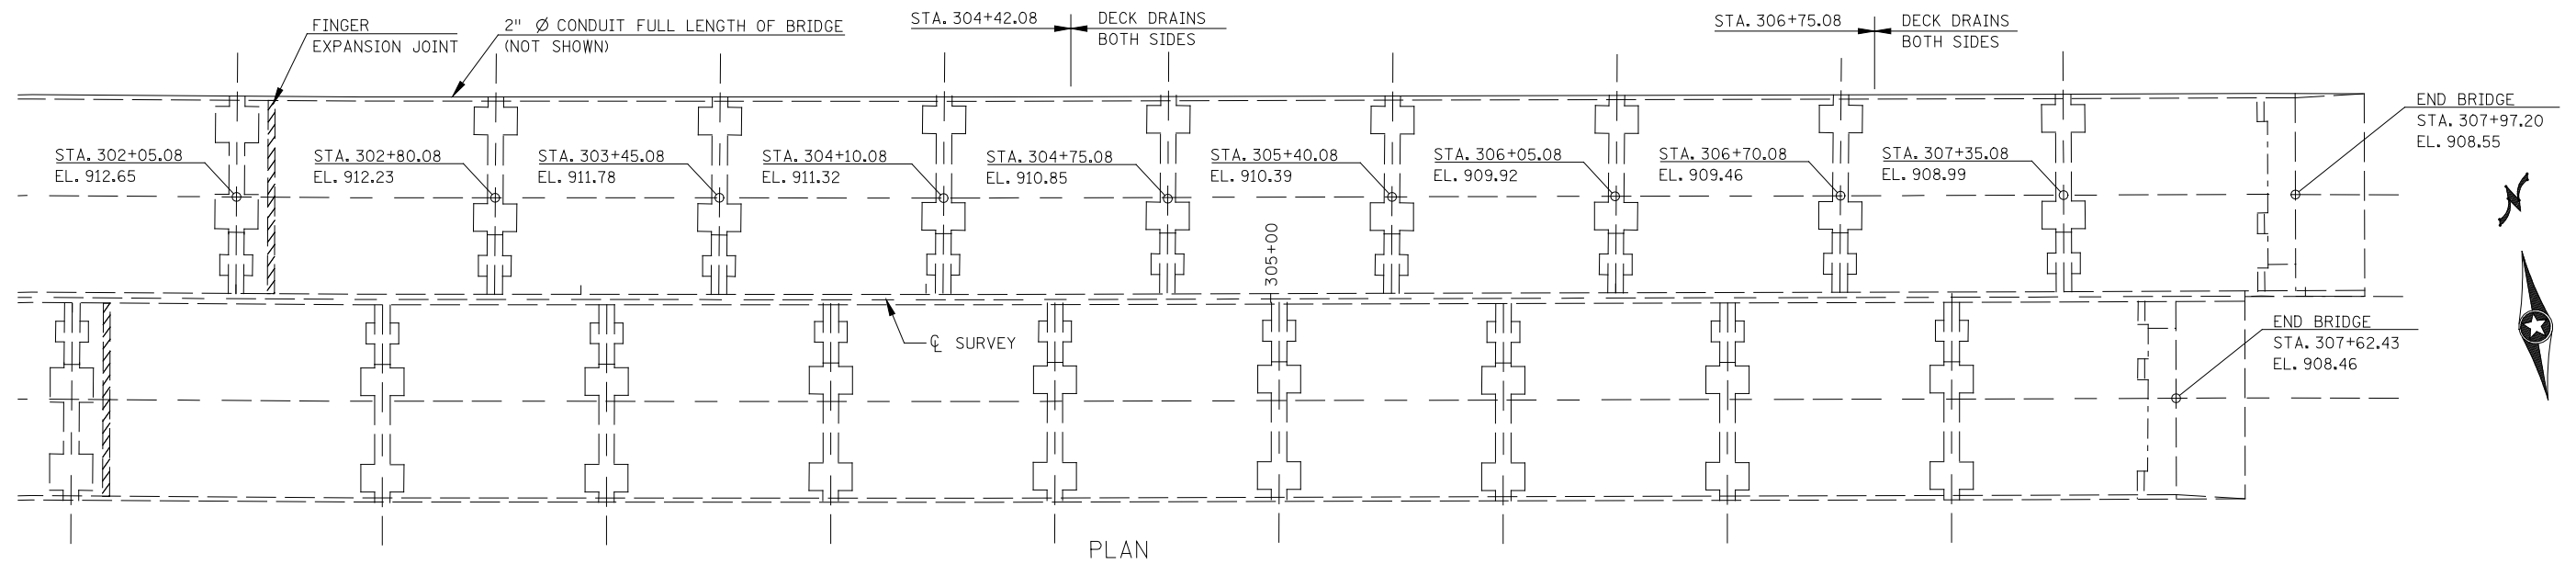 FINGER
EXPANSION JOINT
2" Ø CONDUIT FULL LENGTH OF BRIDGE
(NOT SHOWN)
STA. 304+42.08
DECK DRAINS
BOTH SIDES
STA. 306+75.08
DECK DRAINS
BOTH SIDES
END BRIDGE
STA. 307+97.20
EL. 908.55
STA. 302+05.08
EL. 912.65
STA. 302+80.08
EL. 912.23
STA. 303+45.08
EL. 911.78
STA. 304+10.08
EL. 911.32
STA. 304+75.08
EL. 910.85
STA. 305+40.08
EL. 910.39
STA. 306+05.08
EL. 909.92
STA. 306+70.08
EL. 909.46
STA. 307+35.08
EL. 908.99
N
305+00
℄ SURVEY
END BRIDGE
STA. 307+62.43
EL. 908.46
PLAN